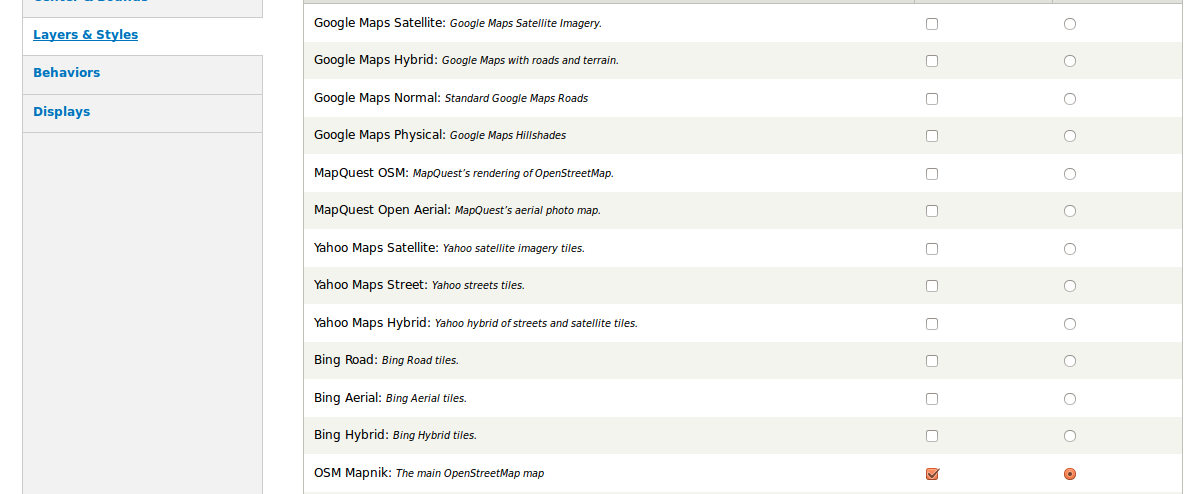 Layers & Styles
Behaviors
Displays
Google Maps Satellite: Google Maps Satellite Imagery.
Google Maps Hybrid: Google Maps with roads and terrain.
Google Maps Normal: Standard Google Maps Roads
Google Maps Physical: Google Maps Hillshades
MapQuest OSM: MapQuest’s rendering of OpenStreetMap.
MapQuest Open Aerial: MapQuest’s aerial photo map.
Yahoo Maps Satellite: Yahoo satellite imagery tiles.
Yahoo Maps Street: Yahoo streets tiles.
Yahoo Maps Hybrid: Yahoo hybrid of streets and satellite tiles.
Bing Road: Bing Road tiles.
Bing Aerial: Bing Aerial tiles.
Bing Hybrid: Bing Hybrid tiles.
OSM Mapnik: The main OpenStreetMap map